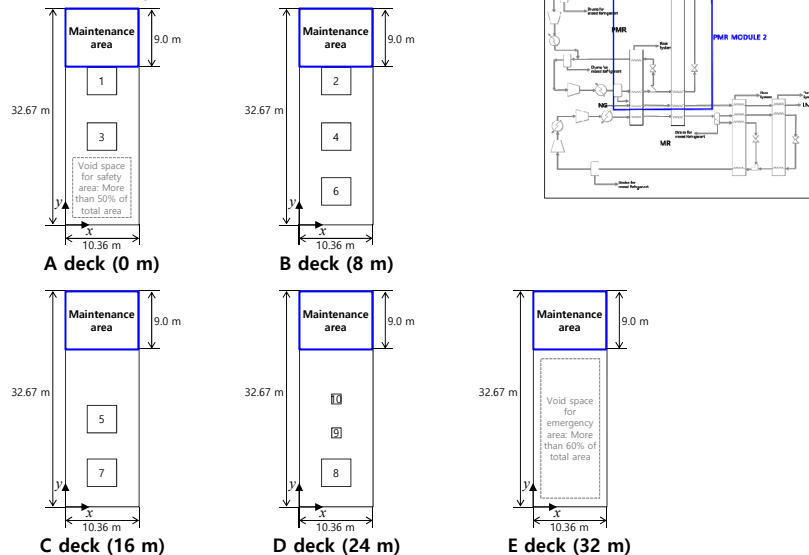 Maintenance
area
9.0 m
32.67 m
1
3
Void space
for safety
area: More
than 50% of
total area
y
x
10.36 m
A deck (0 m)
Maintenance
area
9.0 m
32.67 m
2
4
6
y
x
10.36 m
B deck (8 m)
PMR
PMR MODULE 2
NG
MR
Maintenance
area
9.0 m
32.67 m
5
7
y
x
10.36 m
C deck (16 m)
Maintenance
area
9.0 m
32.67 m
10
9
8
y
x
10.36 m
D deck (24 m)
Maintenance
area
9.0 m
32.67 m
Void space
for
emergency
area: More
than 60% of
total area
y
x
10.36 m
E deck (32 m)